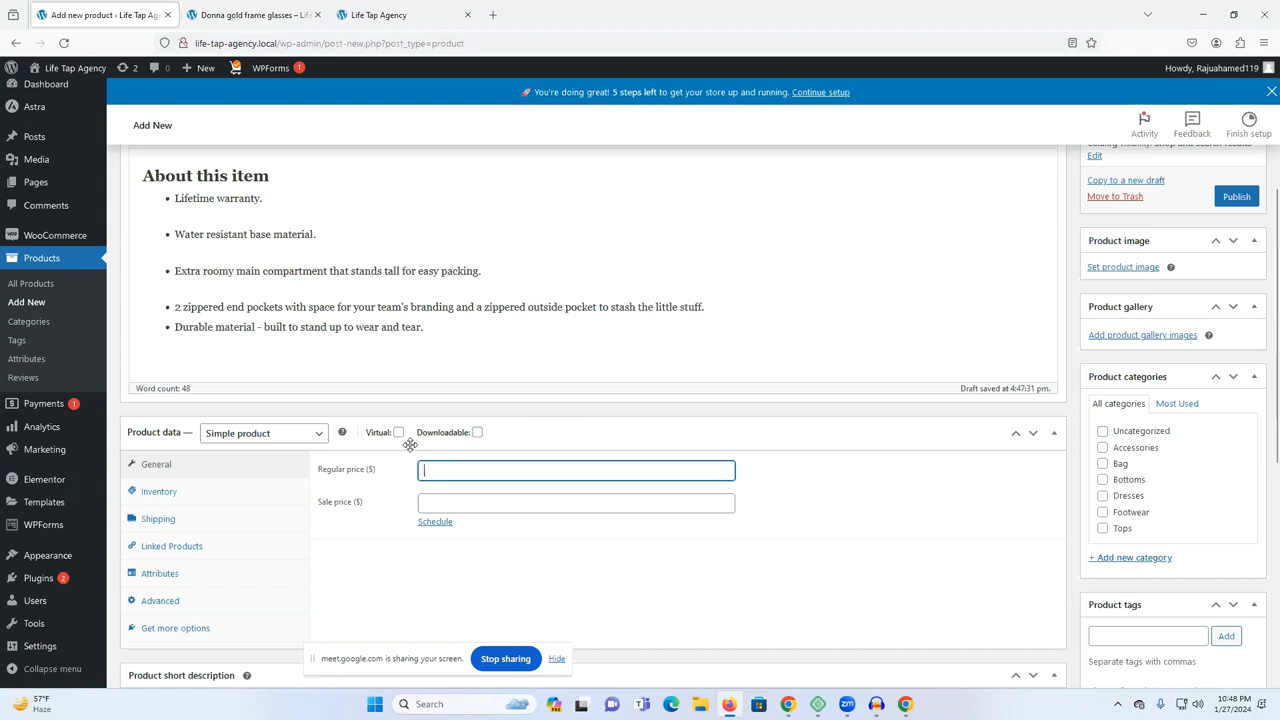 Add new product ‹ Life Tap Age
Donna gold frame glasses – Life
Life Tap Agency
life-tap-agency.local/wp-admin/post-new.php?post_type=product
Life Tap Agency
2
0
New
WPForms 1
Howdy, Rajuahamed119
🚀 You're doing great! 5 steps left to get your store up and running. Continue setup
Add New
Activity
Feedback
Finish setup
Dashboard
Astra
Posts
Media
Pages
Comments
WooCommerce
Products
All Products
Add New
Categories
Tags
Attributes
Reviews
Payments 1
Analytics
Marketing
Elementor
Templates
WPForms
Appearance
Plugins 2
Users
Tools
Settings
Collapse menu
About this item
• Lifetime warranty.
• Water resistant base material.
• Extra roomy main compartment that stands tall for easy packing.
• 2 zippered end pockets with space for your team's branding and a zippered outside pocket to stash the little stuff.
• Durable material - built to stand up to wear and tear.
Word count: 48
Draft saved at 4:47:31 pm.
Product data —
Simple product
Virtual:
Downloadable:
General
Inventory
Shipping
Linked Products
Attributes
Advanced
Get more options
Regular price ($)
Sale price ($)
Schedule
meet.google.com is sharing your screen.
Stop sharing
Hide
Product short description
Catalog visibility: Shop and search results
Edit
Copy to a new draft
Move to Trash
Publish
Product image
Set product image
Product gallery
Add product gallery images
Product categories
All categories
Most Used
Uncategorized
Accessories
Bag
Bottoms
Dresses
Footwear
Tops
+ Add new category
Product tags
Add
Separate tags with commas
57°F
Haze
Search
10:48 PM
1/27/2024